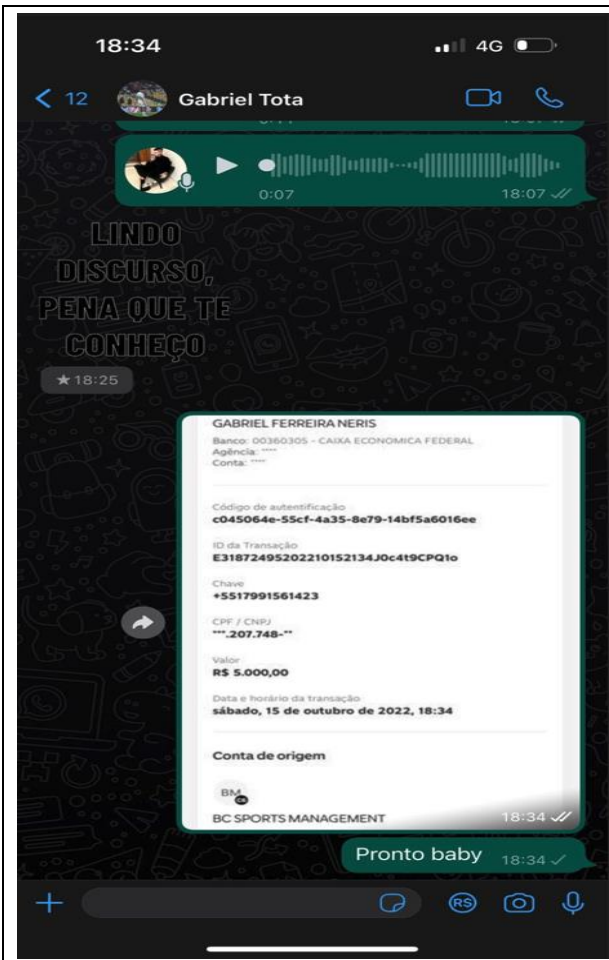 18:34
4G
12
Gabriel Tota
0:07
18:07
LINDO
DISCURSO,
PENA QUE TE
CONHEÇO
18:25
GABRIEL FERREIRA NERIS
Banco: 00360305 - CAIXA ECONOMICA FEDERAL
Agência: ****
Conta: ****
Código de autentificação
c045064e-55cf-4a35-8e79-14bf5a6016ee
ID da Transação
E31872495202210152134J0c4t9CPQ1o
Chave
+5517991561423
CPF / CNPJ
***.207.748-**
Valor
R$ 5.000,00
Data e horário da transação
sábado, 15 de outubro de 2022, 18:34
Conta de origem
BM
BC SPORTS MANAGEMENT
18:34
Pronto baby 18:34
R$